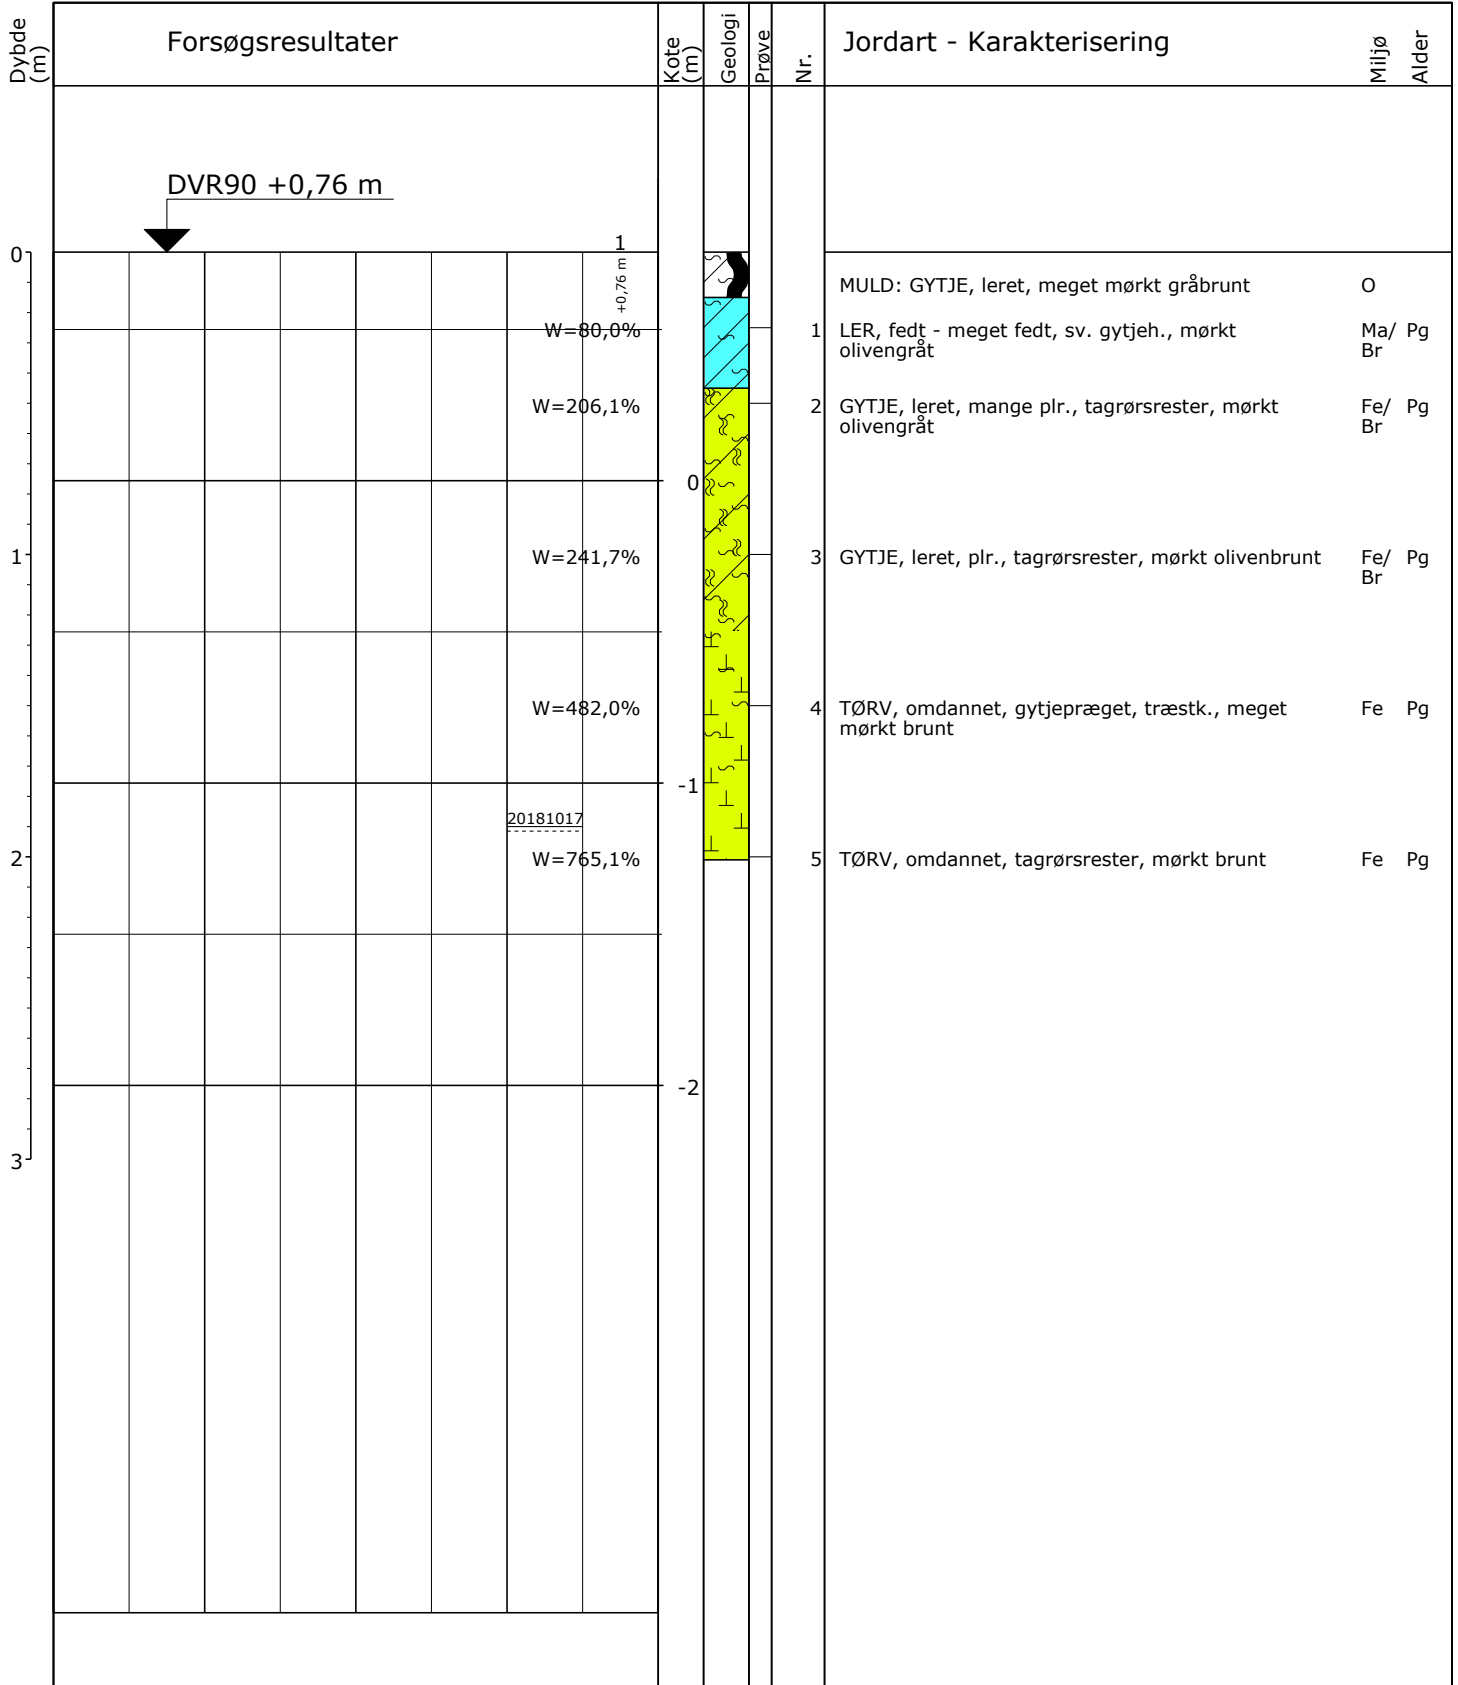 Dybde
(m)
Forsøgsresultater
Kote
(m)
Geologi
Prøve
Nr.
Jordart - Karakterisering
Miljø
Alder
DVR90 +0,76 m
1
+0,76 m
0
MULD: GYTJE, leret, meget mørkt gråbrunt O
W=80,0% 1 LER, fedt - meget fedt, sv. gytjeh., mørkt Ma/ Pg
olivengråt Br
W=206,1% 2 GYTJE, leret, mange plr., tagrørsrester, mørkt Fe/ Pg
olivengråt Br
0
1 W=241,7% 3 GYTJE, leret, plr., tagrørsrester, mørkt olivenbrunt Fe/ Pg
Br
W=482,0% 4 TØRV, omdannet, gytjepræget, træstk., meget Fe Pg
mørkt brunt
-1
20181017
2 W=765,1% 5 TØRV, omdannet, tagrørsrester, mørkt brunt Fe Pg
-2
3